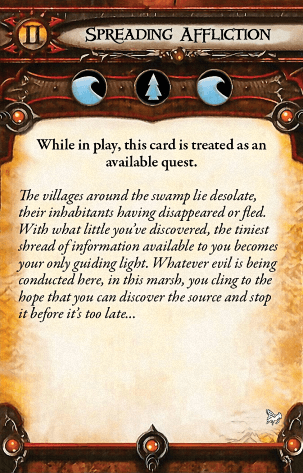 II
SPREADING AFFLICTION
While in play, this card is treated as an
available quest.
The villages around the swamp lie desolate,
their inhabitants having disappeared or fled.
With what little you've discovered, the tiniest
shread of information available to you becomes
your only guiding light. Whatever evil is being
conducted here, in this marsh, you cling to the
hope that you can discover the source and stop
it before it's too late...